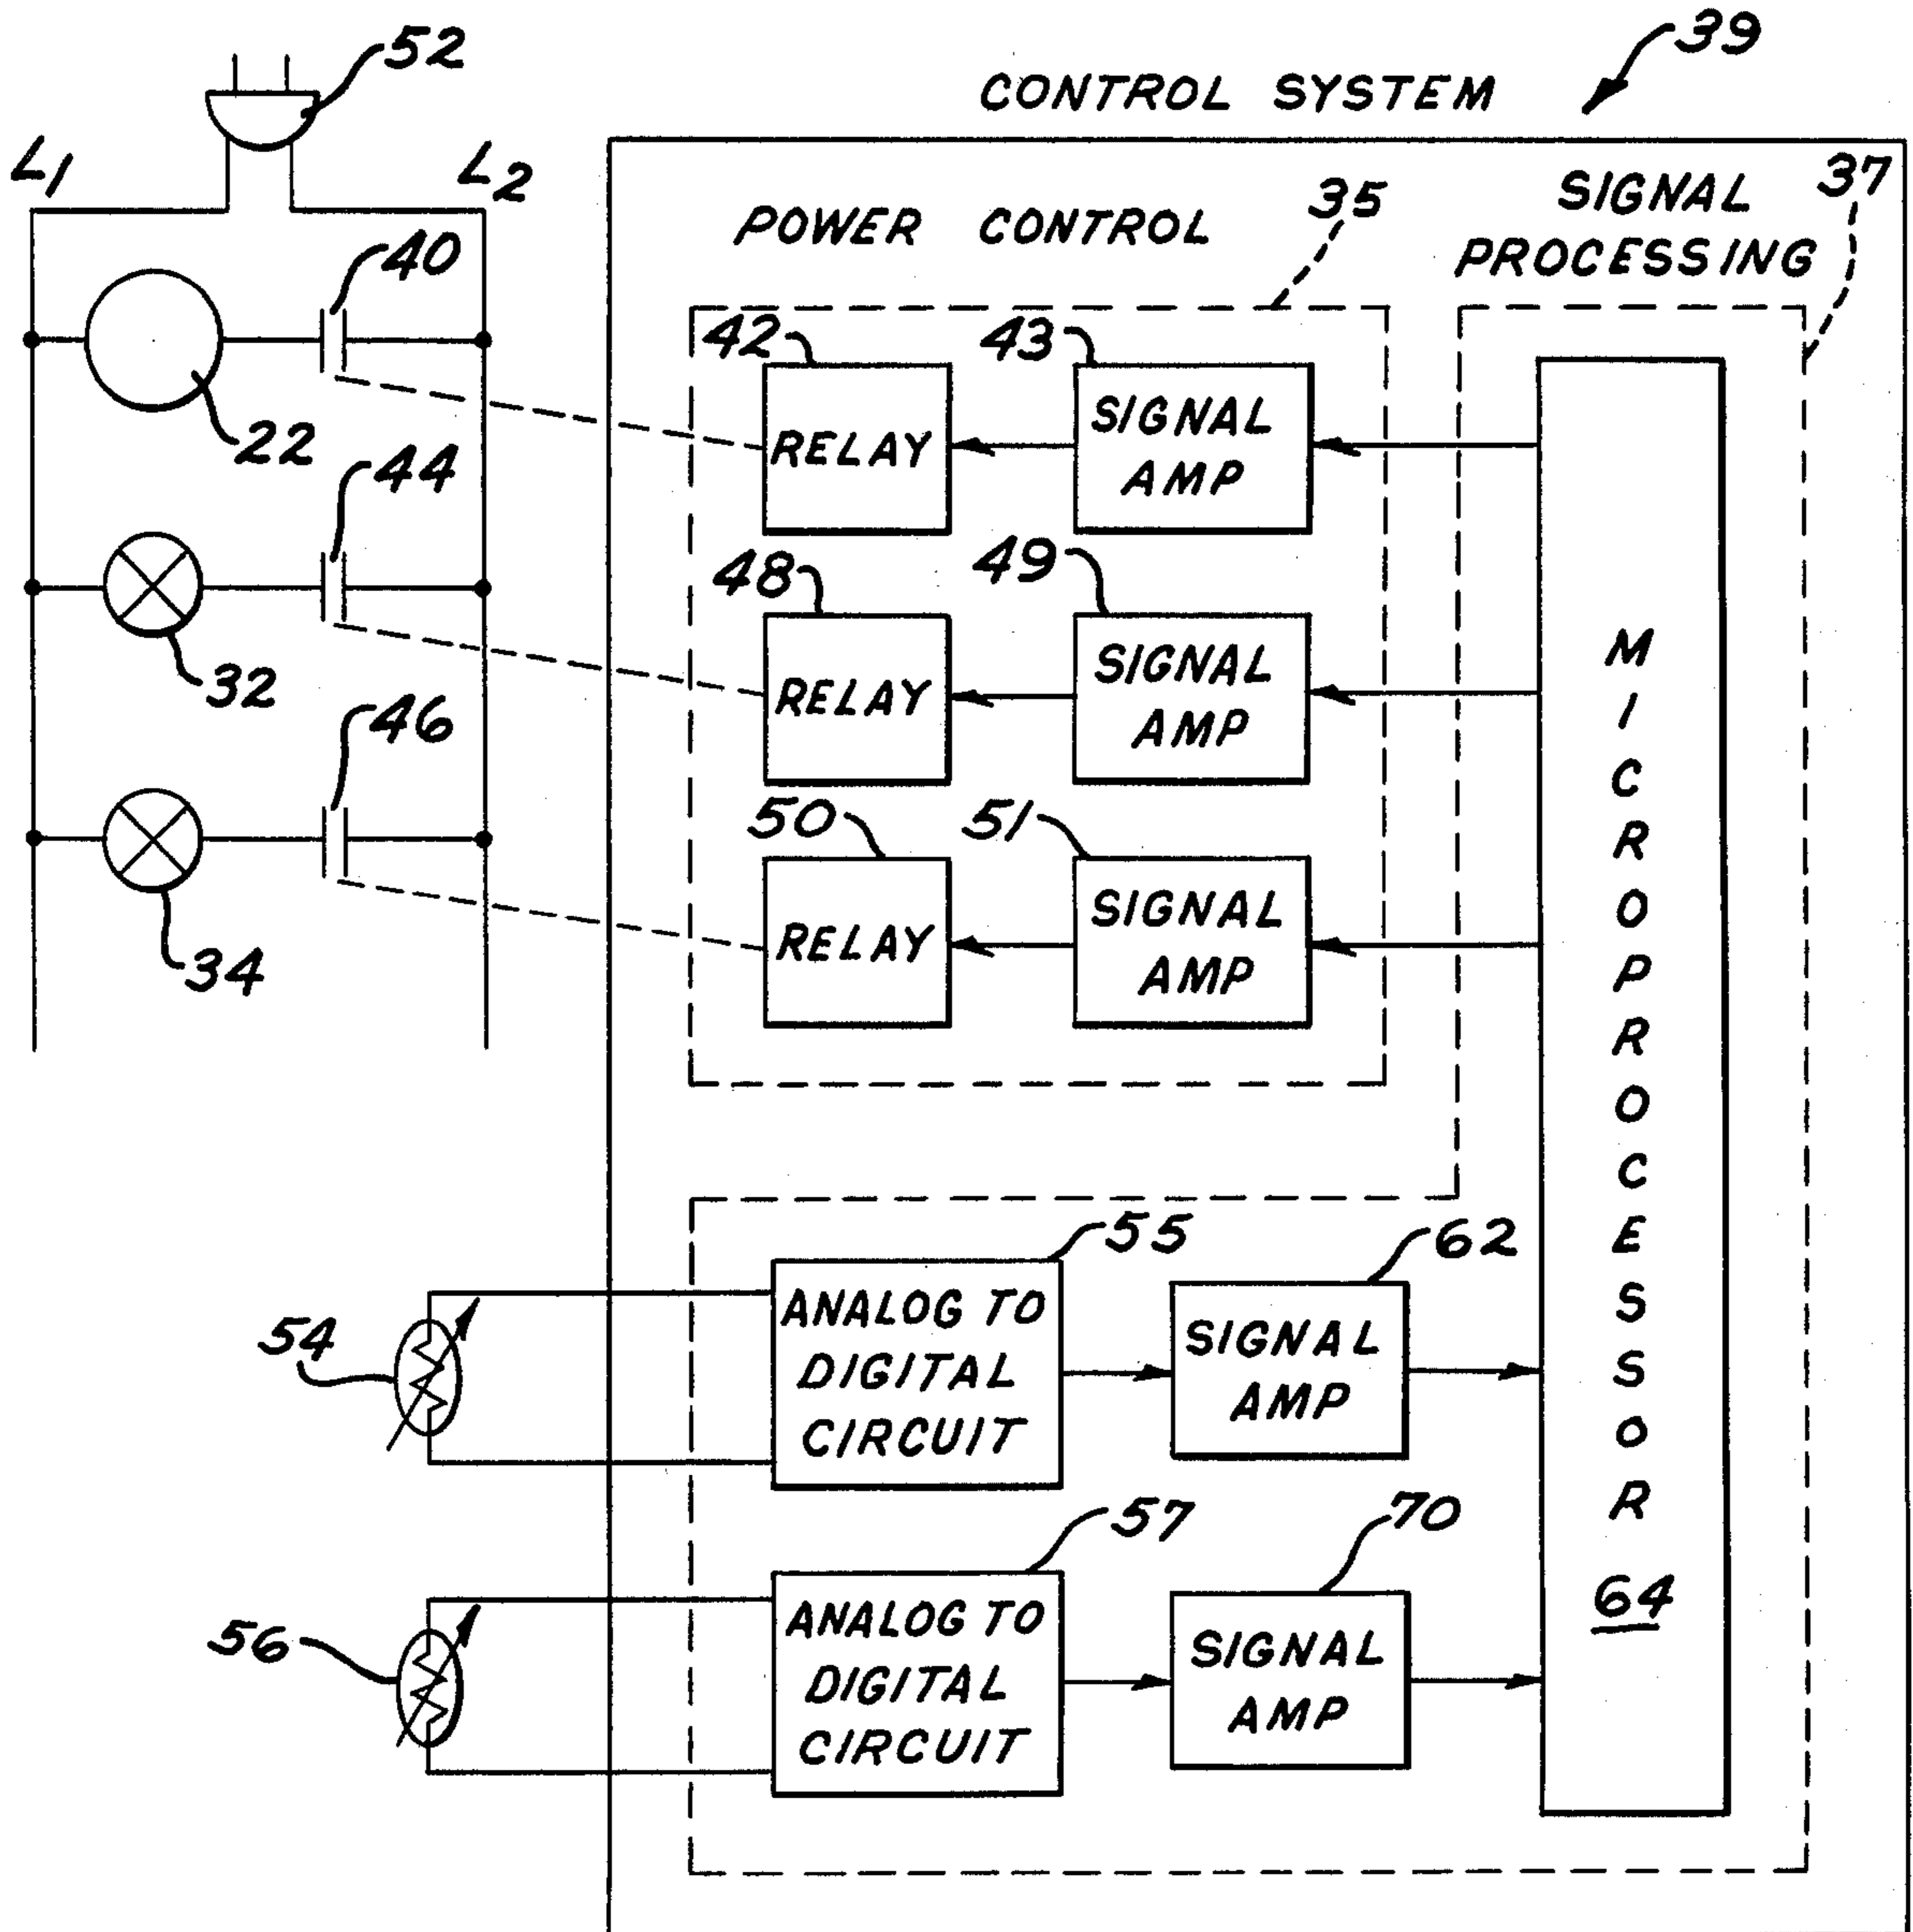 52
39
CONTROL SYSTEM
L1
L2
37
SIGNAL
PROCESSING
35
POWER CONTROL
40
42
43
RELAY
SIGNAL
AMP
22
44
48
49
RELAY
SIGNAL
AMP
32
46
50
51
RELAY
SIGNAL
AMP
34
MICROPROCESSOR
64
55
62
ANALOG TO
DIGITAL
CIRCUIT
SIGNAL
AMP
54
57
70
ANALOG TO
DIGITAL
CIRCUIT
SIGNAL
AMP
56